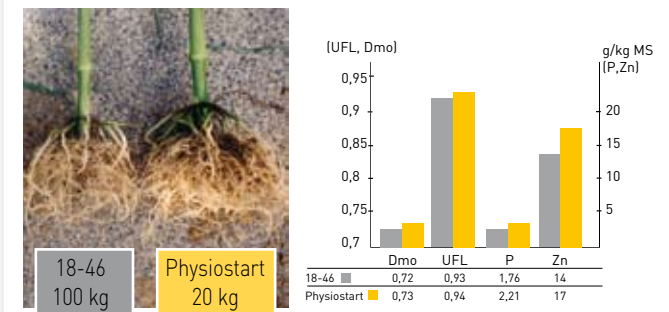 18-46
100 kg
Physiostart
20 kg
(UFL, Dmo)
g/kg MS
(P,Zn)
0,95
0,9
0,85
0,8
0,75
0,7
20
15
10
5
Dmo UFL P Zn
18-46 0,72 0,93 1,76 14
Physiostart 0,73 0,94 2,21 17